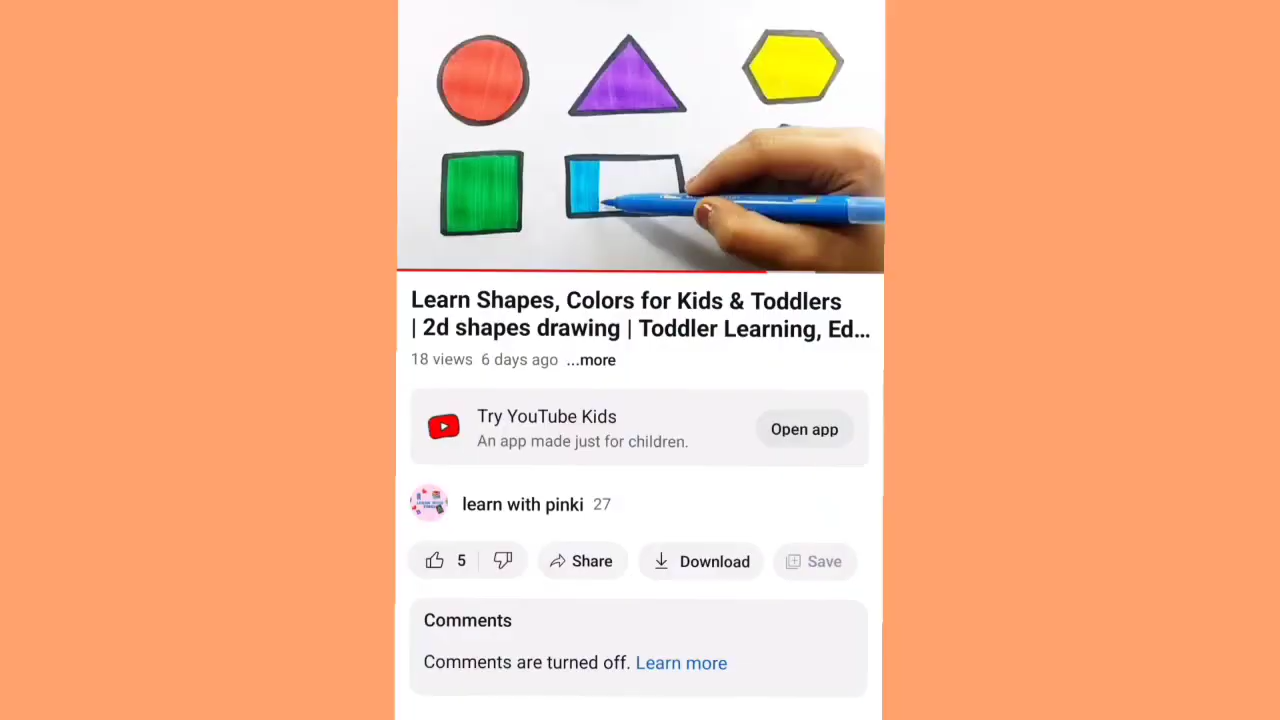 Learn Shapes, Colors for Kids & Toddlers
| 2d shapes drawing | Toddler Learning, Ed...
18 views 6 days ago ...more
Try YouTube Kids
An app made just for children.
Open app
learn with pinki 27
5 Share Download Save
Comments
Comments are turned off. Learn more